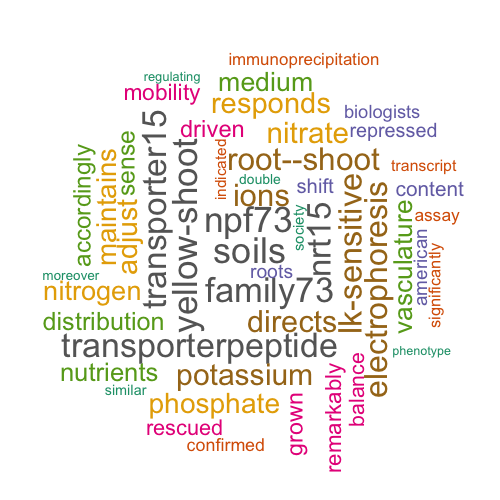 immunoprecipitation
regulating
medium
mobility
responds
biologists
driven
nitrate
repressed
transporter15
sense
accordingly
maintains
adjust
yellow-shoot
indicated
root--shoot
transcript
double
shift
ions
content
npf73
society
nrt15
lk-sensitive
electrophoresis
vasculature
american
assay
significantly
soils
roots
moreover
nitrogen
family73
distribution
directs
transporterpeptide
phenotype
nutrients
similar
potassium
balance
remarkably
grown
phosphate
rescued
confirmed